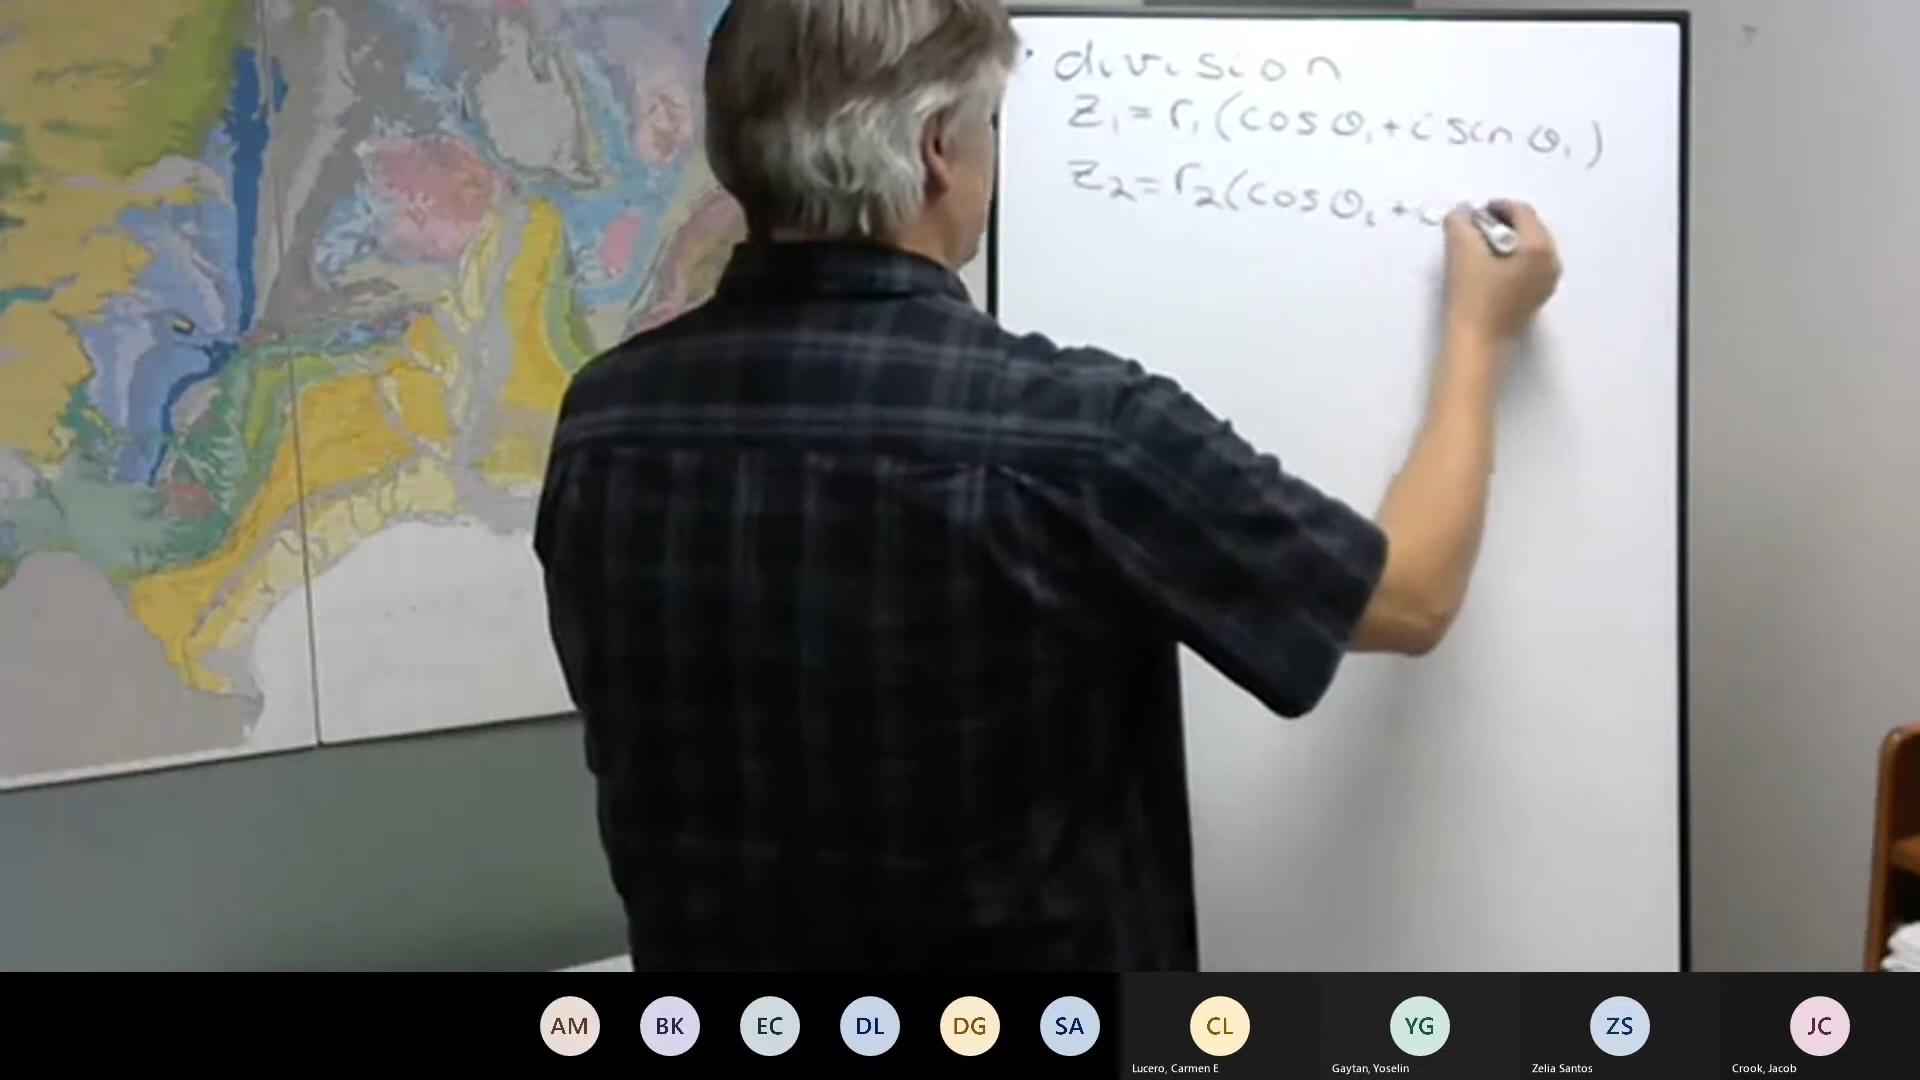 · division
z₁ = r₁(cos θ₁ + i sin θ₁)
z₂ = r₂(cos θ₂ + i
AM BK EC DL DG SA CL YG ZS JC
Lucero, Carmen E Gaytan, Yoselin Zelia Santos Crook, Jacob